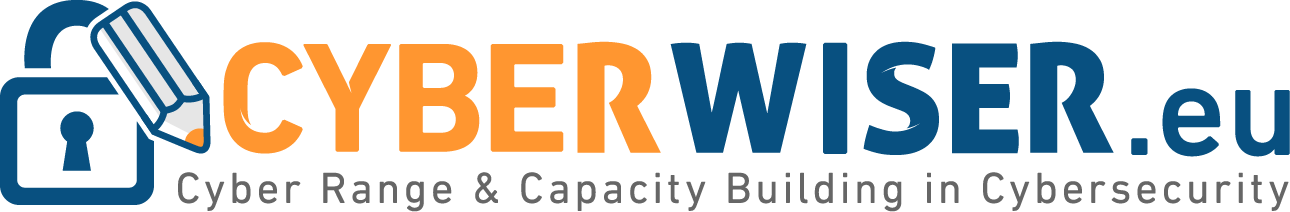 CYBERWISER.eu
Cyber Range & Capacity Building in Cybersecurity